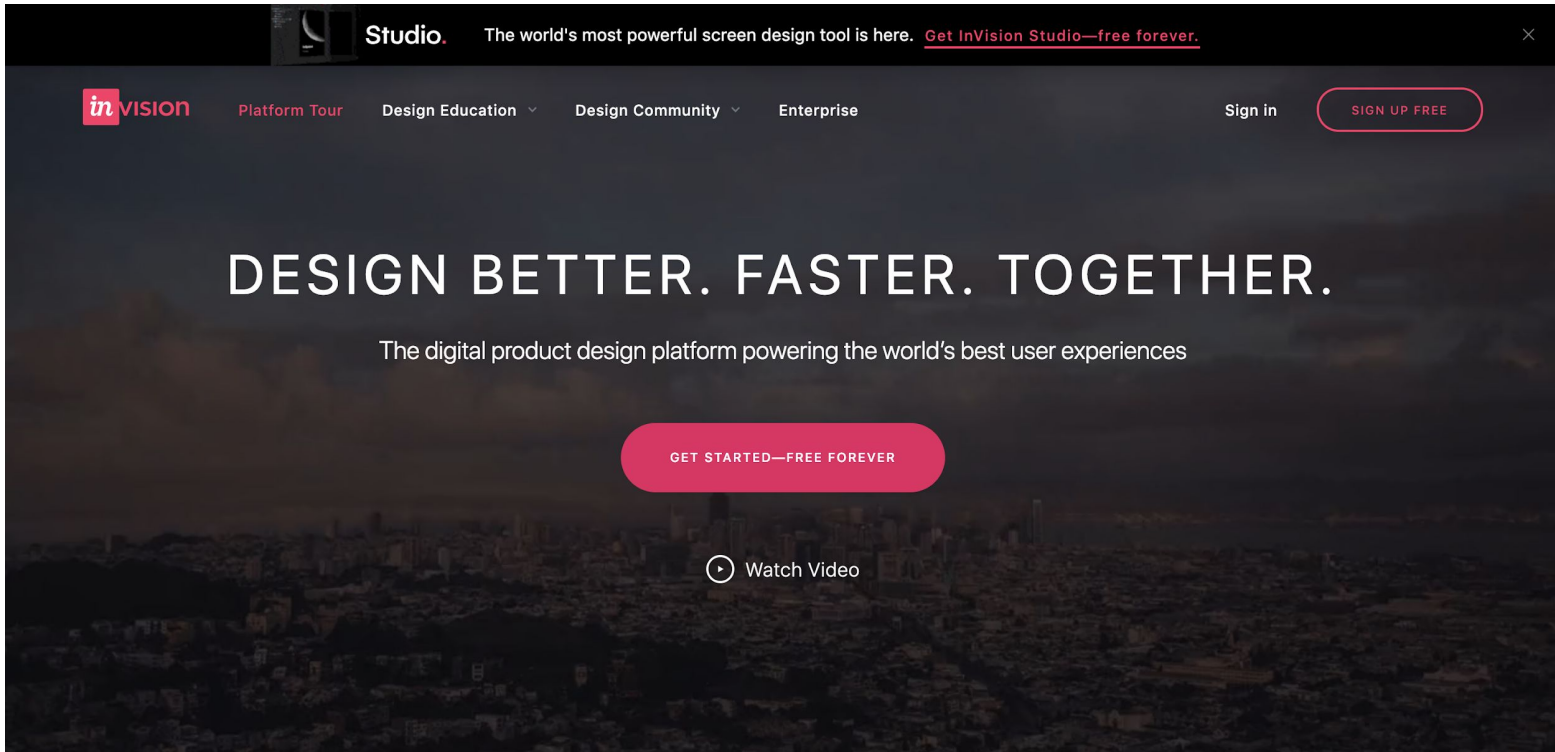 Studio. The world's most powerful screen design tool is here. Get InVision Studio—free forever.
inVISION Platform Tour Design Education Design Community Enterprise Sign in SIGN UP FREE
DESIGN BETTER. FASTER. TOGETHER.
The digital product design platform powering the world’s best user experiences
GET STARTED—FREE FOREVER
Watch Video